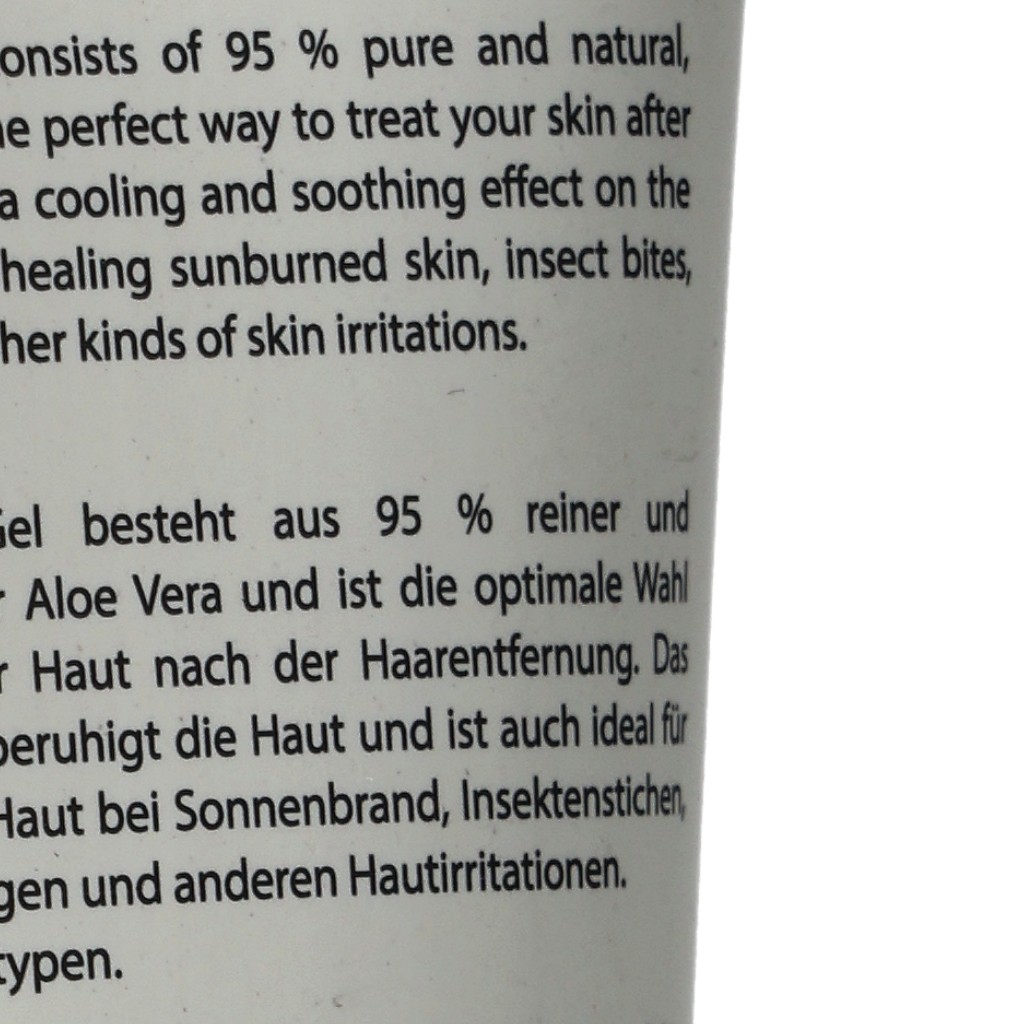 onsists of 95 % pure and natural,
perfect way to treat your skin after
a cooling and soothing effect on the
healing sunburned skin, insect bites,
her kinds of skin irritations.
Gel besteht aus 95 % reiner und
Aloe Vera und ist die optimale Wahl
Haut nach der Haarentfernung. Das
beruhigt die Haut und ist auch ideal für
Haut bei Sonnenbrand, Insektenstichen,
gen und anderen Hautirritationen.
typen.